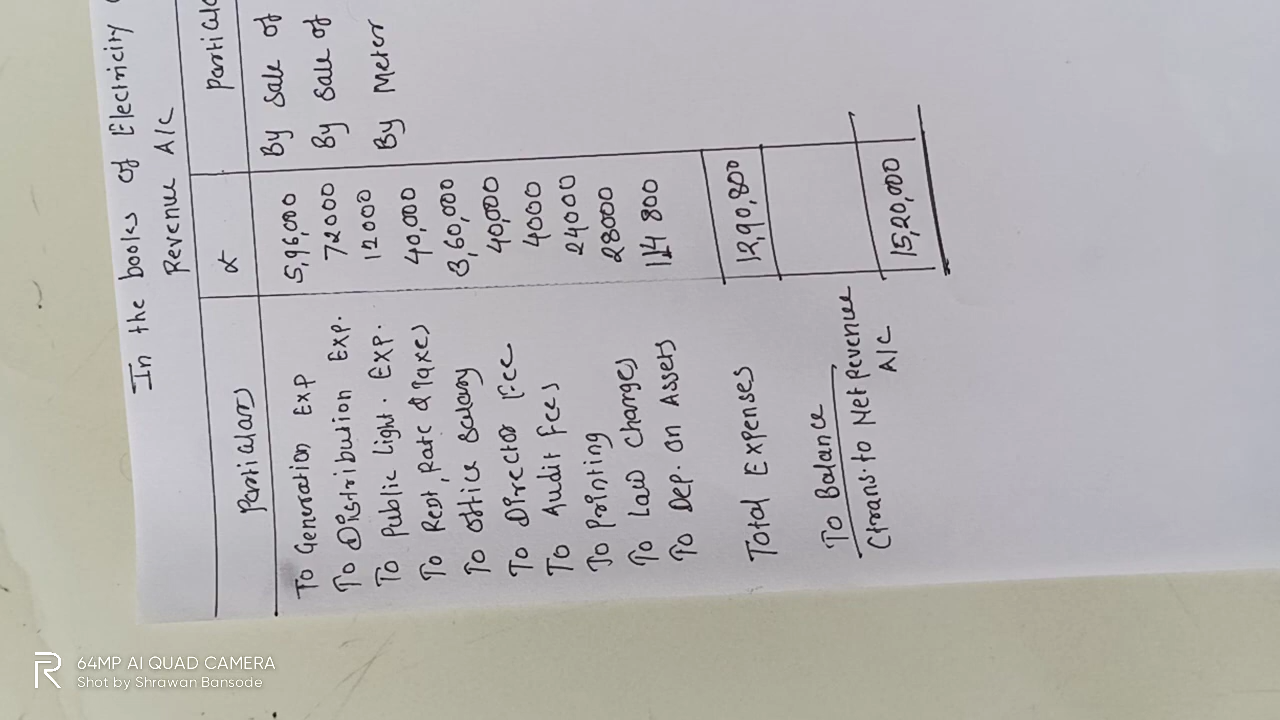 In the books of Electricity
Revenue A/C
Particulars ₹ Particula
To Generation Exp 5,96,000 By Sale of
To Distribution Exp. 72000 By Sale of
To Public Light. Exp. 12000 By Meter
To Rent, Rate & Taxes 40,000
To Office Salary 3,60,000
To Director Fee 40,000
To Audit Fees 4000
To Printing 24000
To Law Charges 28000
To Dep. on Assets 114800
Total Expenses 12,90,800
To Balance
(trans. to Net Revenue
A/C 15,20,000
64MP AI QUAD CAMERA
Shot by Shrawan Bansode